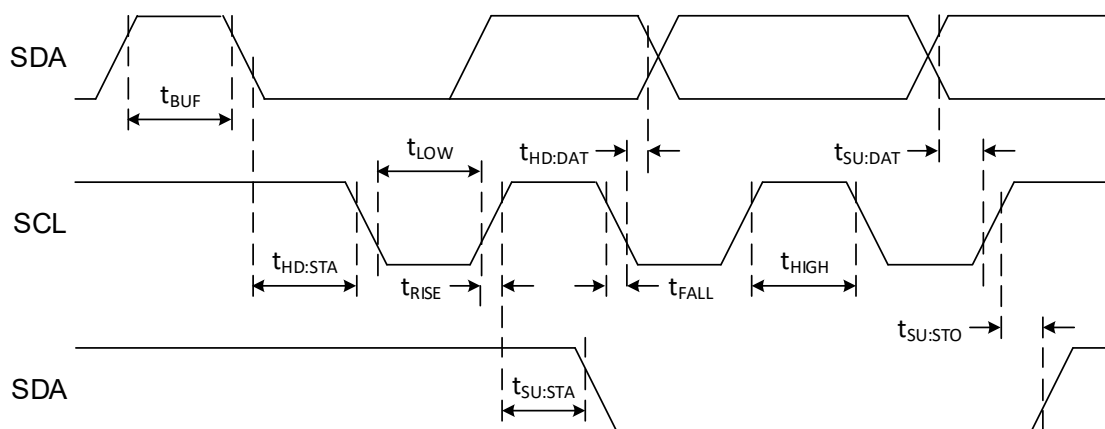 SDA
tBUF
tLOW
tHD:DAT
tSU:DAT
SCL
tHD:STA
tRISE
tFALL
tHIGH
tSU:STO
SDA
tSU:STA